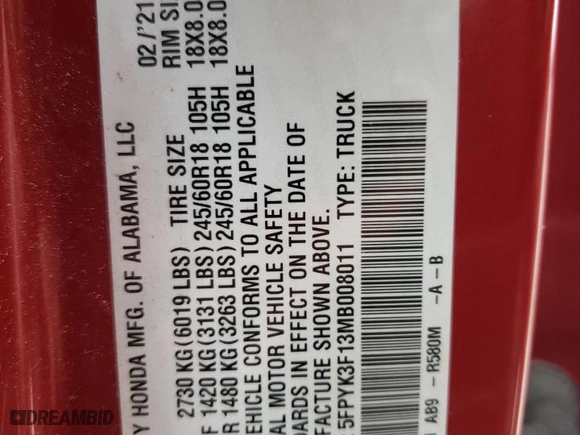 Y HONDA MFG. OF ALABAMA, LLC 02/'21
2730 KG(6019 LBS) TIRE SIZE RIM SI
F 1420 KG(3131 LBS)245/60R18 105H 18X8.0
R 1480 KG(3263 LBS)245/60R18 105H 18X8.0
EHICLE CONFORMS TO ALL APPLICABLE
AL MOTOR VEHICLE SAFETY
ARDS IN EFFECT ON THE DATE OF
FACTURE SHOWN ABOVE.
5FPYK3F13MB008011 TYPE: TRUCK
AB9 - R580M -A-B
DREAMBID